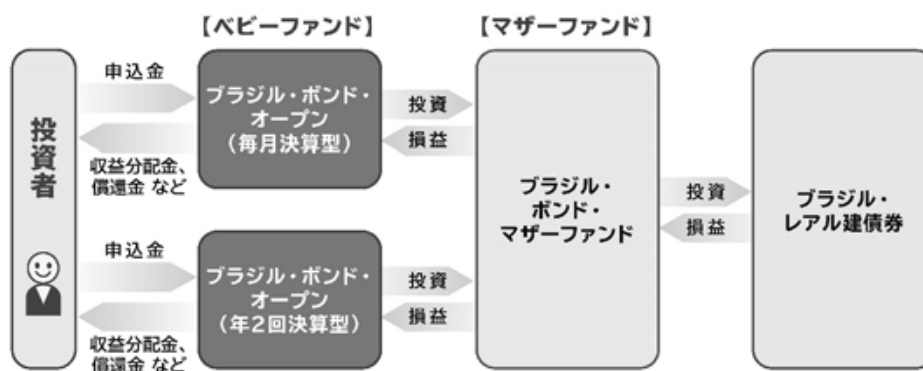 【ベビーファンド】
【マザーファンド】
投資者
申込金
収益分配金、
償還金 など
ブラジル・ボンド・
オープン
（毎月決算型）
投資
損益
申込金
収益分配金、
償還金 など
ブラジル・ボンド・
オープン
（年2回決算型）
投資
損益
ブラジル・
ボンド・
マザーファンド
投資
損益
ブラジル・
レアル建債券